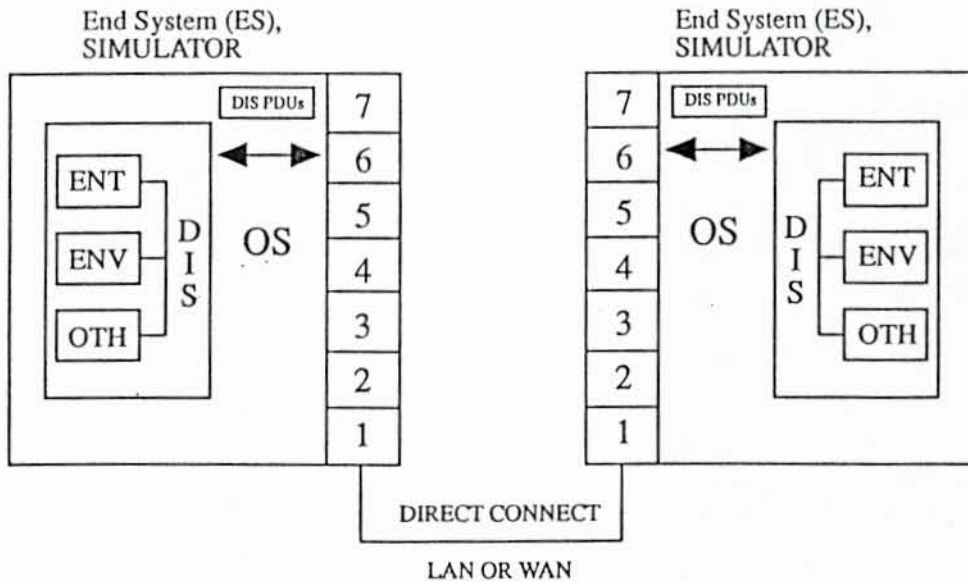 End System (ES),
SIMULATOR
DIS PDUs
7
6
5
4
3
2
1
ENT
ENV
OTH
DIS
OS
End System (ES),
SIMULATOR
7
6
5
4
3
2
1
DIS PDUs
OS
DIS
ENT
ENV
OTH
DIRECT CONNECT
LAN OR WAN